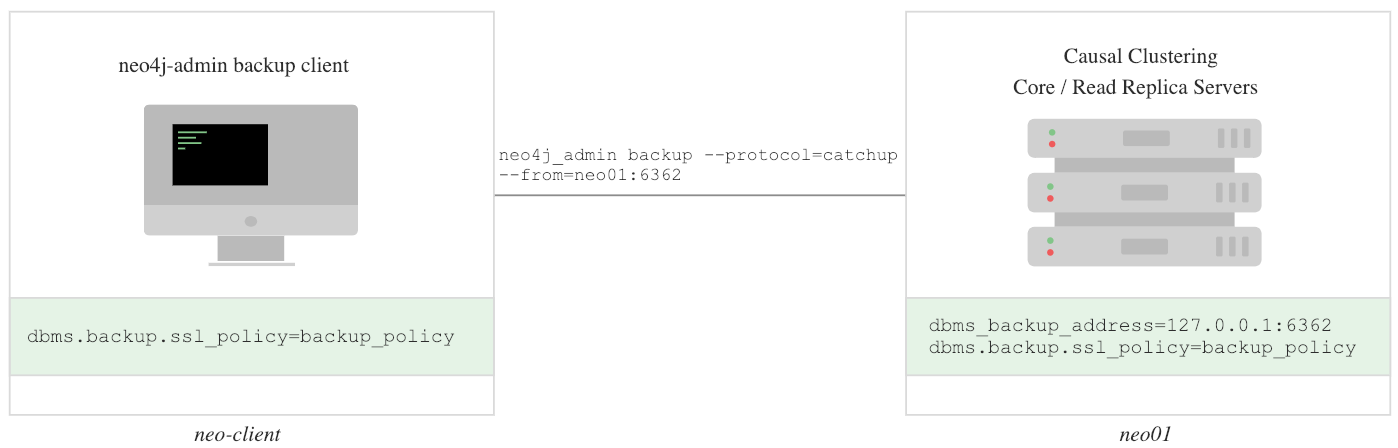 neo4j-admin backup client
dbms.backup.ssl_policy=backup_policy
neo-client
neo4j_admin backup --protocol=catchup
--from=neo01:6362
Causal Clustering
Core / Read Replica Servers
dbms_backup_address=127.0.0.1:6362
dbms.backup.ssl_policy=backup_policy
neo01